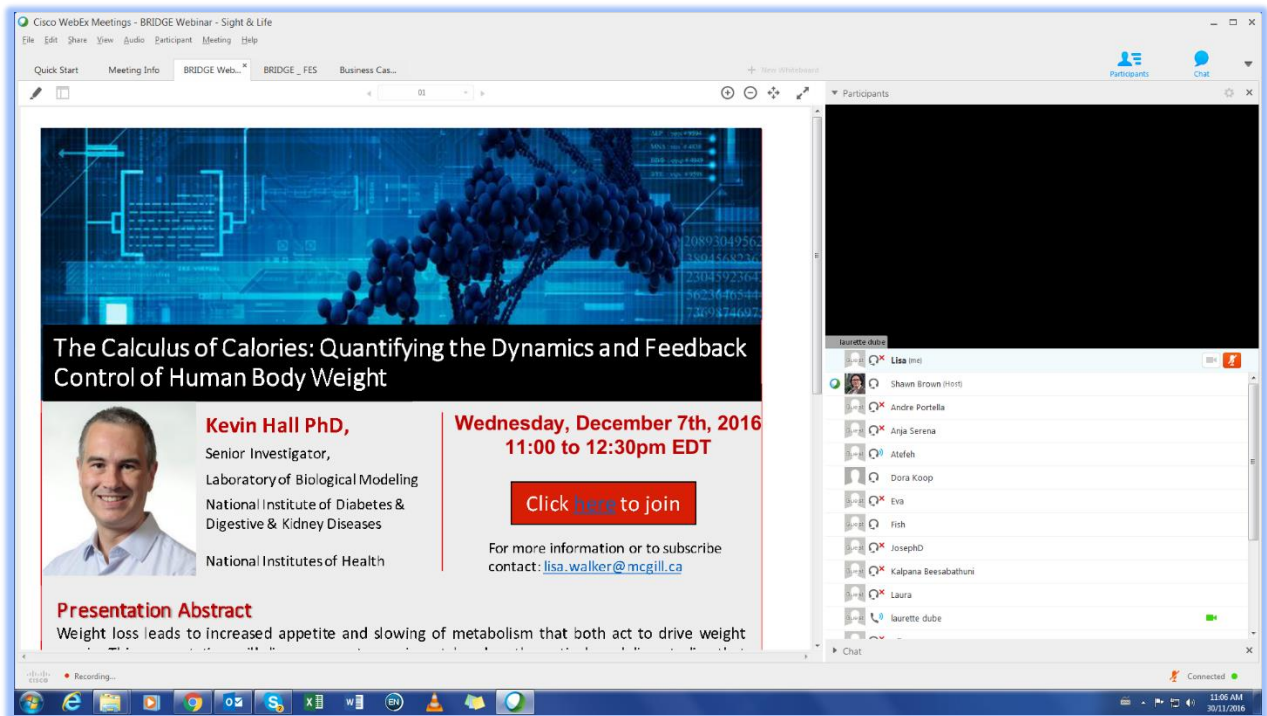 Cisco WebEx Meetings - BRIDGE Webinar - Sight & Life
File Edit Share View Audio Participant Meeting Help
Quick Start Meeting Info BRIDGE Web... BRIDGE _ FES Business Cas... New Whiteboard
Participants Chat
01
Participants
The Calculus of Calories: Quantifying the Dynamics and Feedback
Control of Human Body Weight
Kevin Hall PhD,
Senior Investigator,
Laboratory of Biological Modeling
National Institute of Diabetes &
Digestive & Kidney Diseases
National Institutes of Health
Wednesday, December 7th, 2016
11:00 to 12:30pm EDT
Click here to join
For more information or to subscribe
contact: lisa.walker@mcgill.ca
Presentation Abstract
Weight loss leads to increased appetite and slowing of metabolism that both act to drive weight
laurette dube
Lisa (me)
Shawn Brown (Host)
Andre Portella
Anja Serena
Atefeh
Dora Koop
Eva
Fish
JosephD
Kalpana Beesabathuni
Laura
laurette dube
Chat
CISCO Recording...
Connected
EN
11:06 AM
30/11/2016